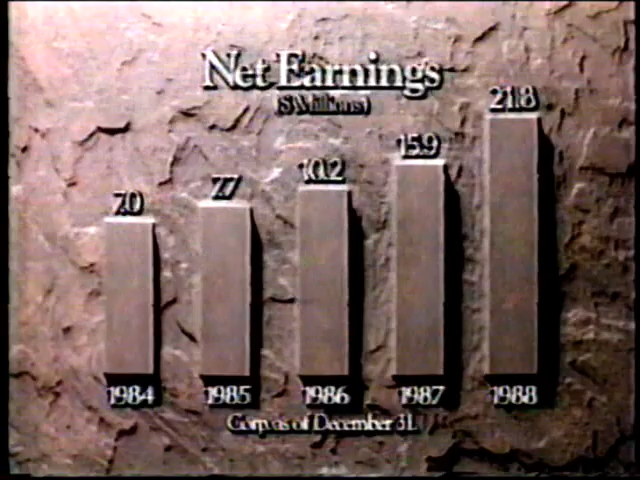 Net Earnings
($ Millions)
21.8
15.9
10.2
7.7
7.0
1984 1985 1986 1987 1988
Corp. as of December 31.